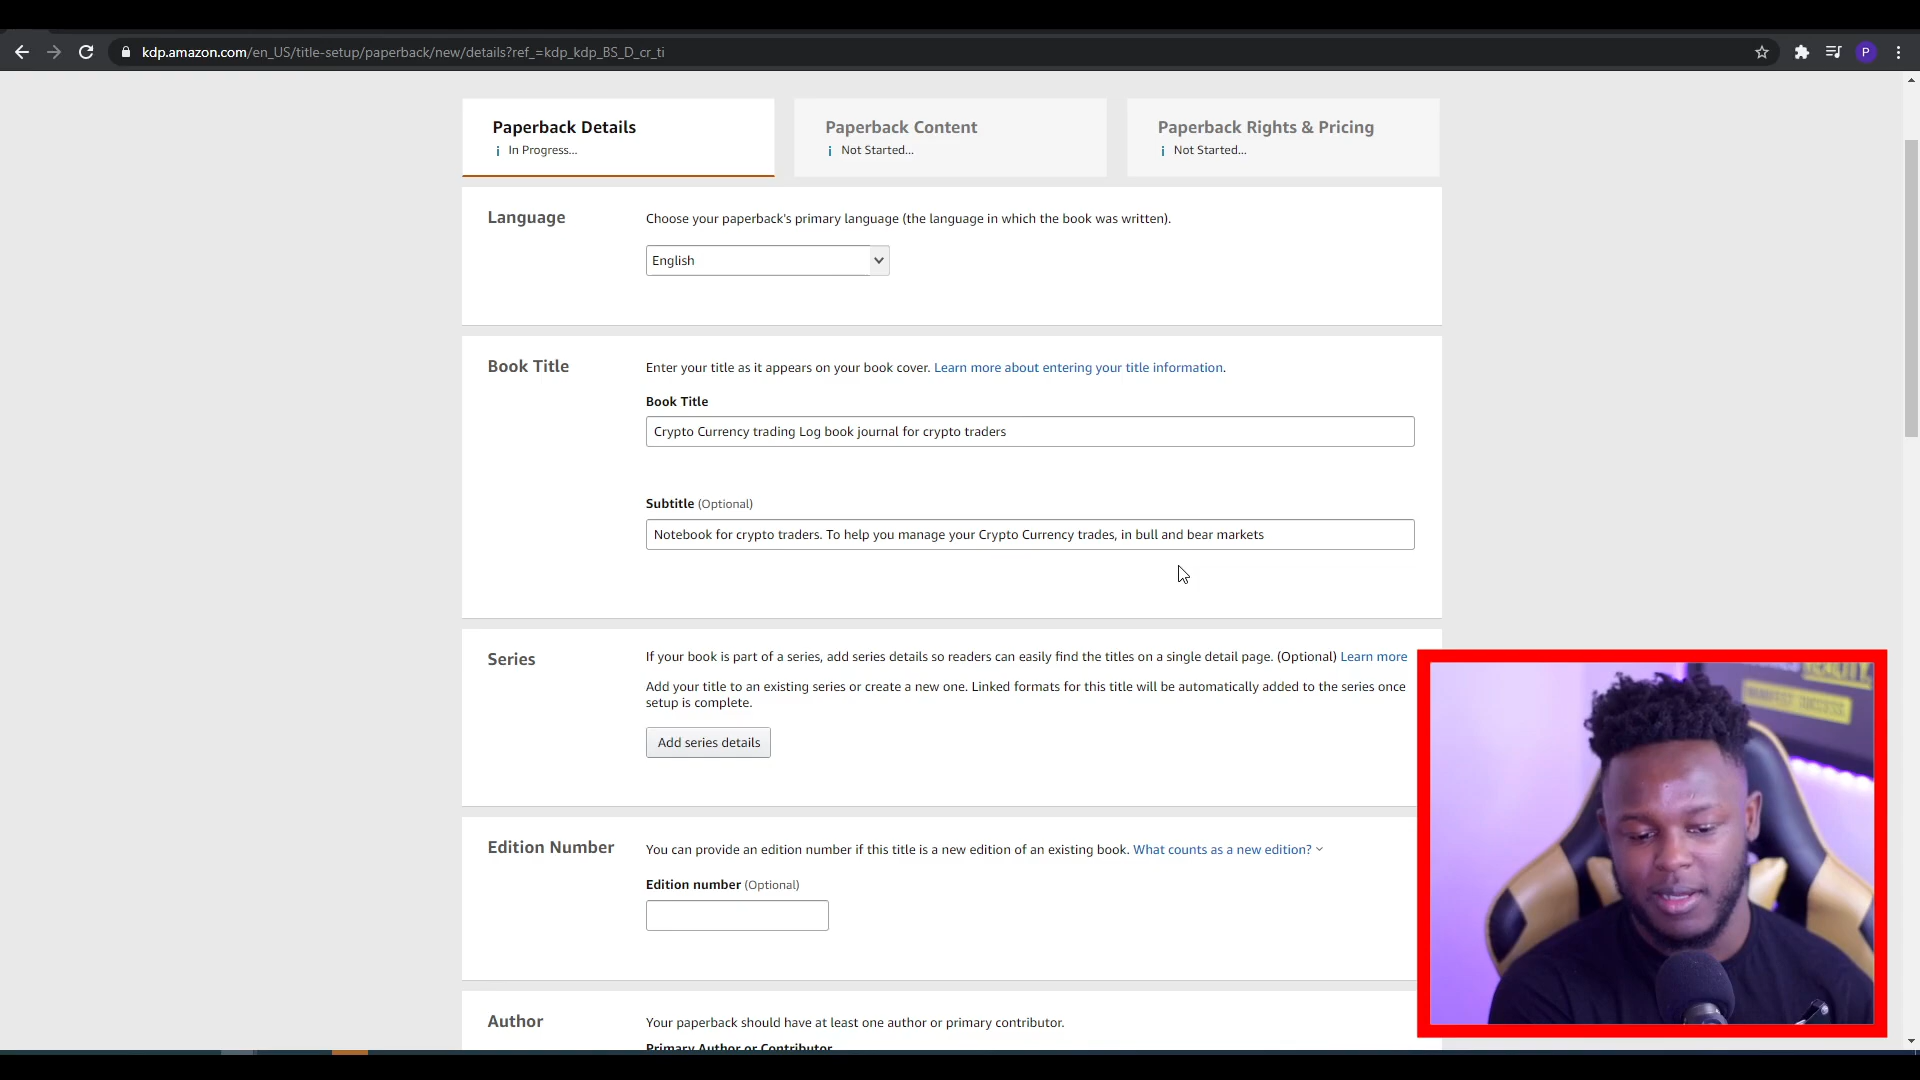 kdp.amazon.com/en_US/title-setup/paperback/new/details?ref_=kdp_kdp_BS_D_cr_ti
P
Paperback Details
i In Progress...
Paperback Content
i Not Started...
Paperback Rights & Pricing
i Not Started...
Language
Choose your paperback's primary language (the language in which the book was written).
English
Book Title
Enter your title as it appears on your book cover. Learn more about entering your title information.
Book Title
Crypto Currency trading Log book journal for crypto traders
Subtitle (Optional)
Notebook for crypto traders. To help you manage your Crypto Currency trades, in bull and bear markets
Series
If your book is part of a series, add series details so readers can easily find the titles on a single detail page. (Optional) Learn more
Add your title to an existing series or create a new one. Linked formats for this title will be automatically added to the series once
setup is complete.
Add series details
Edition Number
You can provide an edition number if this title is a new edition of an existing book. What counts as a new edition?
Edition number (Optional)
Author
Your paperback should have at least one author or primary contributor.
Primary Author or Contributor
SUCCESS